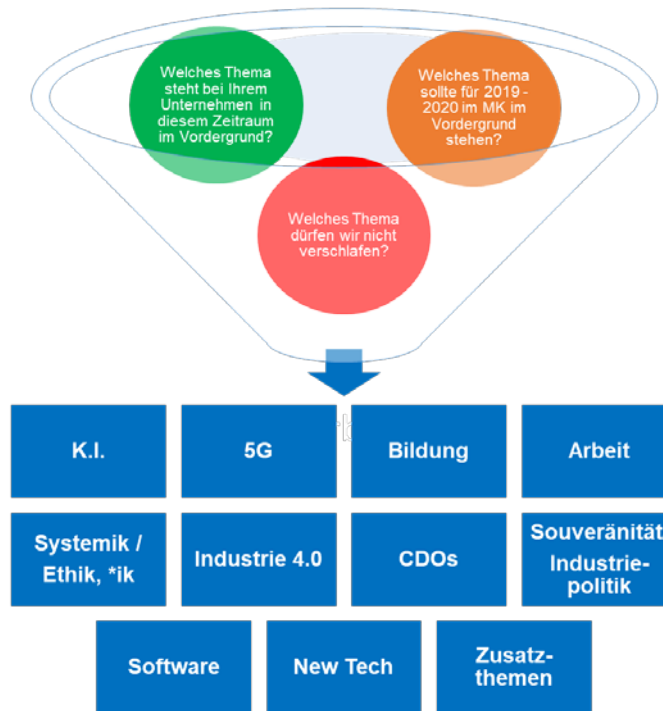 Welches Thema
steht bei Ihrem
Unternehmen in
diesem Zeitraum
im Vordergrund?
Welches Thema
sollte für 2019 -
2020 im MK im
Vordergrund
stehen?
Welches Thema
dürfen wir nicht
verschlafen?
K.I.
5G
Bildung
Arbeit
Systemik /
Ethik, *ik
Industrie 4.0
CDOs
Souveränität
Industrie-
politik
Software
New Tech
Zusatz-
themen